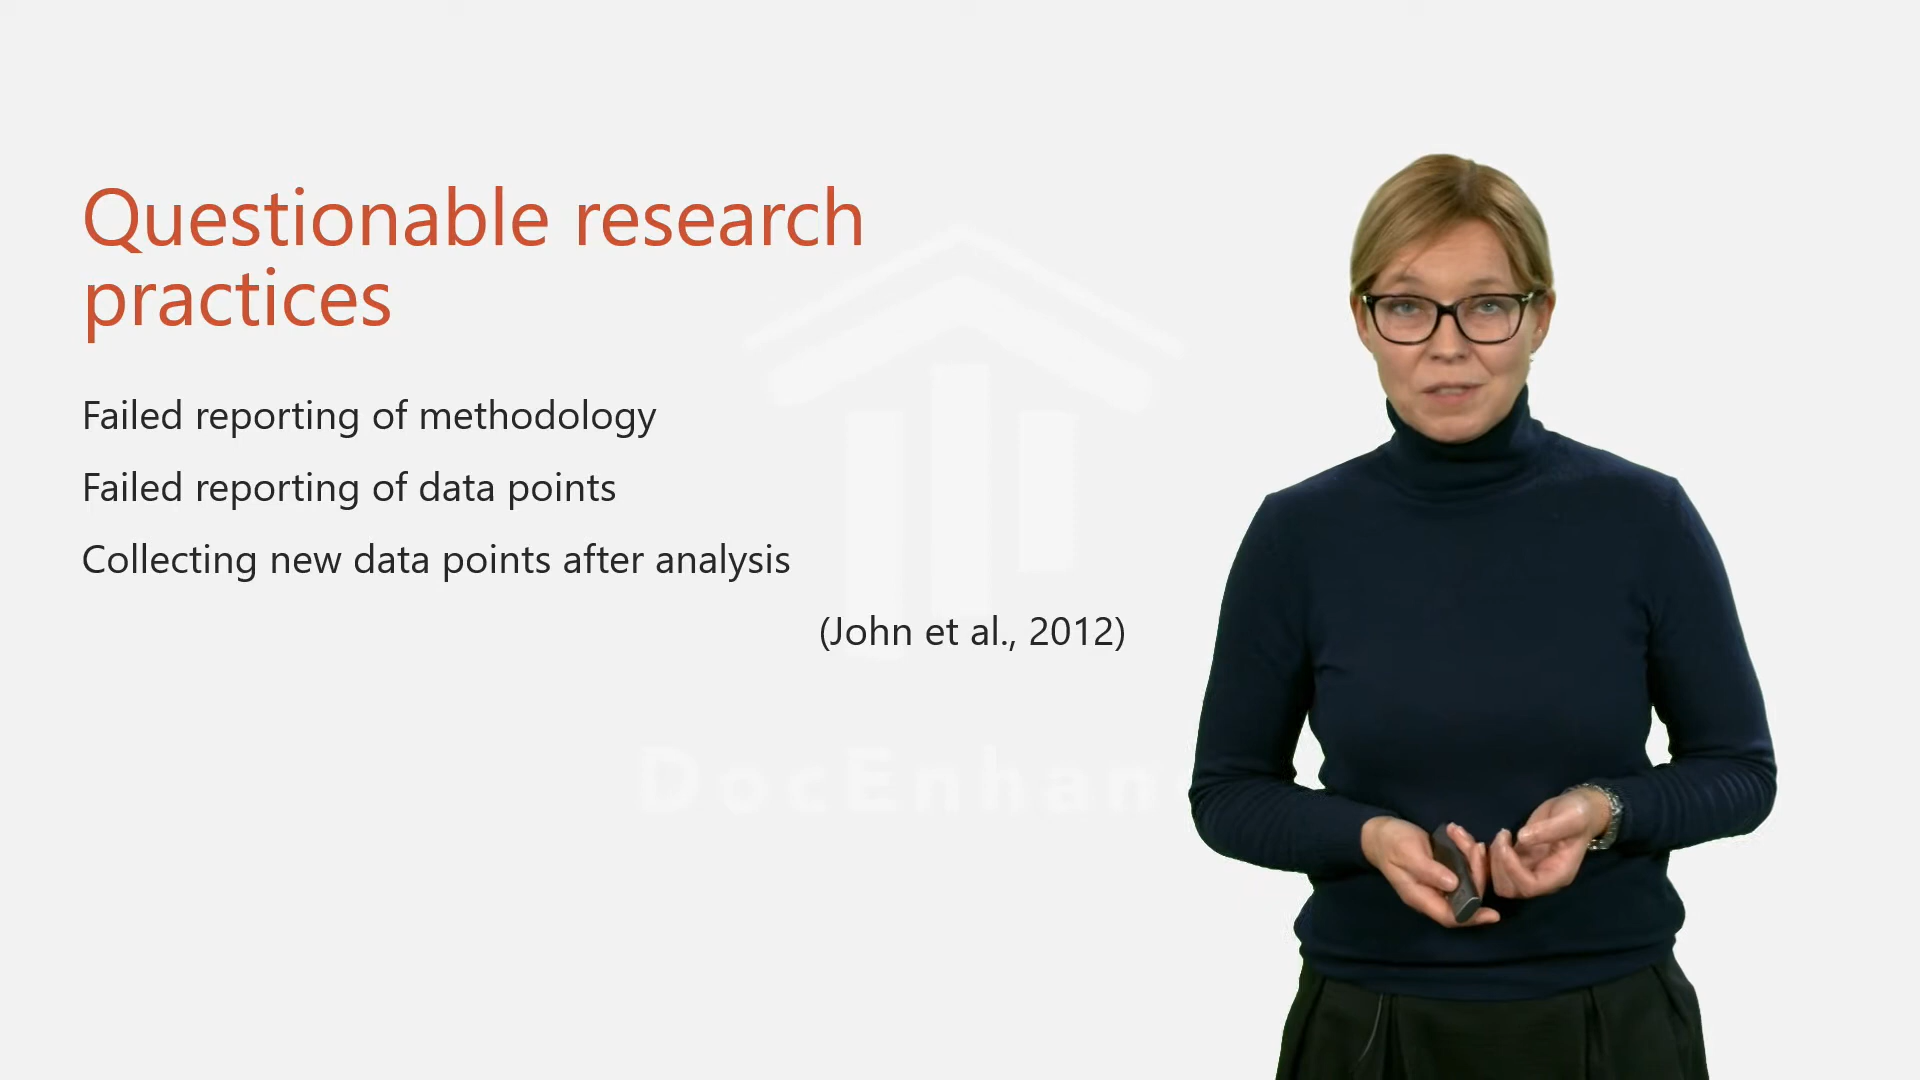 Questionable research
practices
Failed reporting of methodology
Failed reporting of data points
Collecting new data points after analysis
(John et al., 2012)
DocEnhan